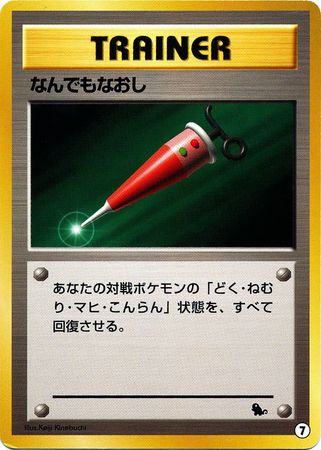 TRAINER
なんでもなおし
あなたの対戦ポケモンの「どく・ねむ
り・マヒ・こんらん」状態を、すべて
回復させる。
Illus.Keiji Kinebuchi
7